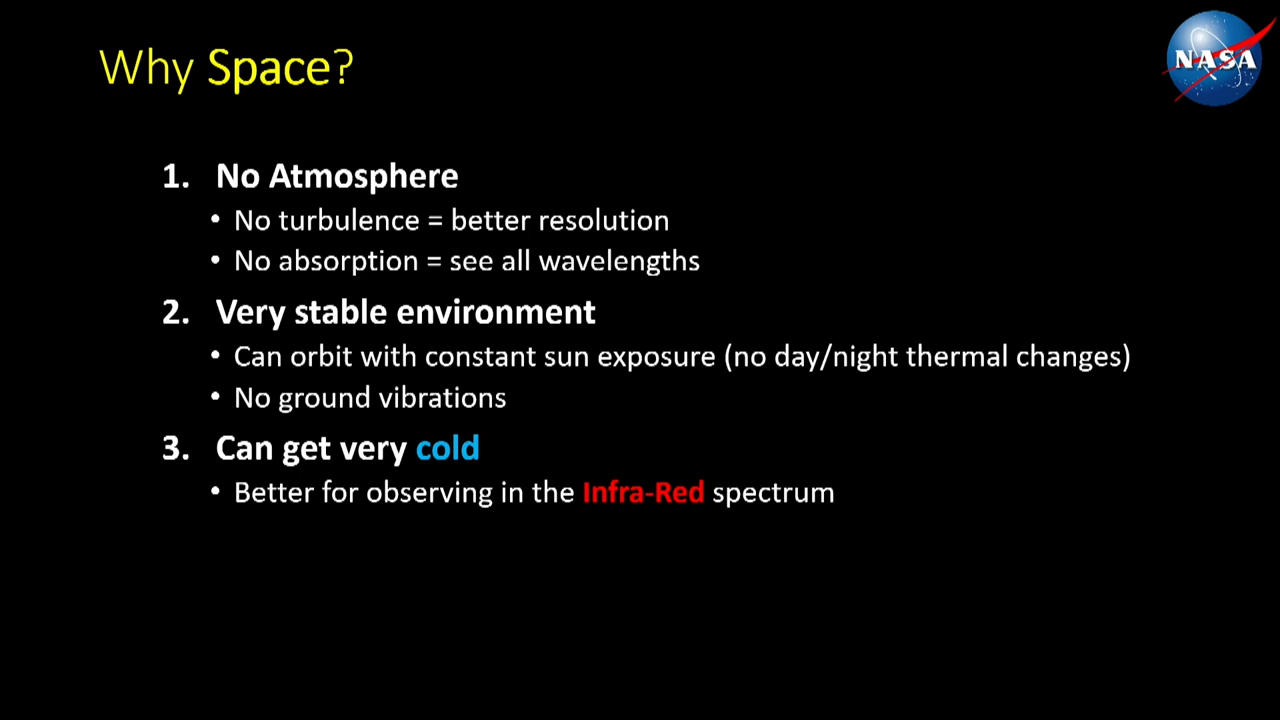 Why Space?
NASA
1. No Atmosphere
• No turbulence = better resolution
• No absorption = see all wavelengths
2. Very stable environment
• Can orbit with constant sun exposure (no day/night thermal changes)
• No ground vibrations
3. Can get very cold
• Better for observing in the Infra-Red spectrum